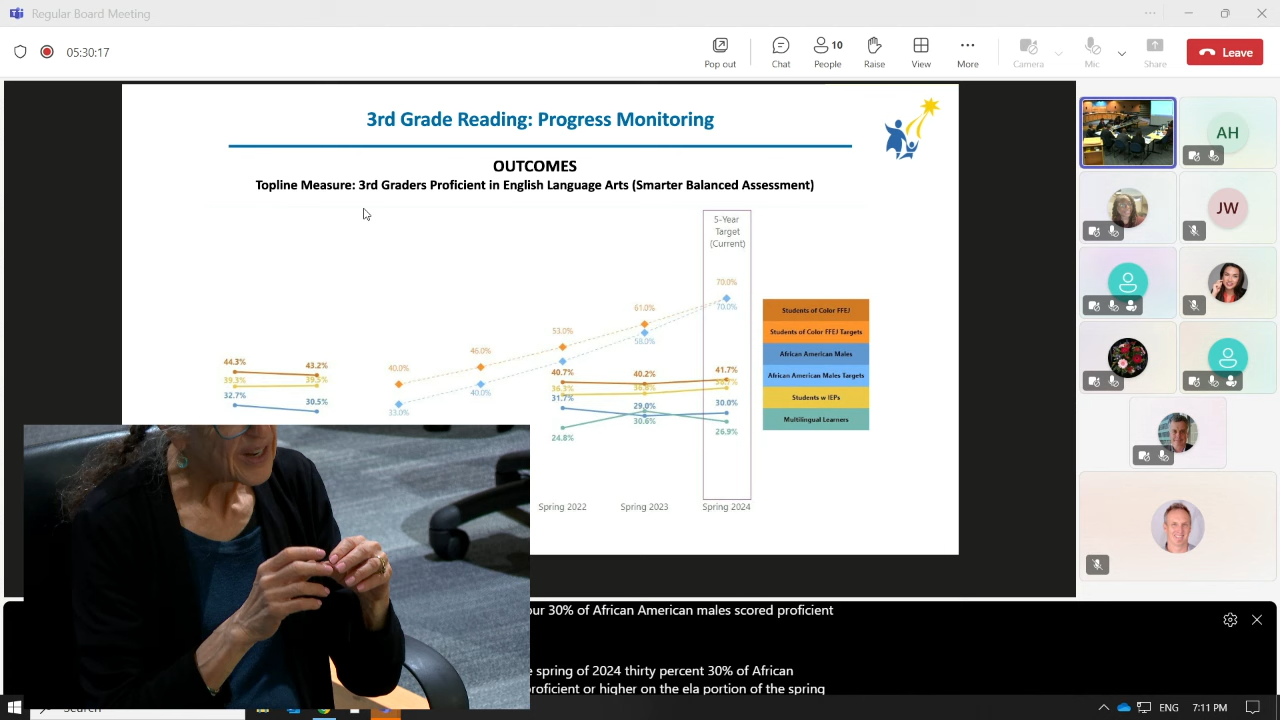 Regular Board Meeting
05:30:17
Pop out
Chat
10
People
Raise
View
More
Camera
Mic
Share
Leave
3rd Grade Reading: Progress Monitoring
OUTCOMES
Topline Measure: 3rd Graders Proficient in English Language Arts (Smarter Balanced Assessment)
5-Year
Target
(Current)
70.0%
70.0%
61.0%
58.0%
53.0%
46.0%
40.0%
40.0%
33.0%
44.3%
43.2%
39.3%
39.5%
32.7%
30.5%
40.7%
40.2%
41.7%
36.3%
31.7%
29.0%
30.0%
30.6%
24.8%
26.9%
Students of Color FFEJ
Students of Color FFEJ Targets
African American Males
African American Males Targets
Students w IEPs
Multilingual Learners
Spring 2022
Spring 2023
Spring 2024
AH
JW
our 30% of African American males scored proficient
spring of 2024 thirty percent 30% of African
proficient or higher on the ela portion of the spring
Search
ENG
7:11 PM